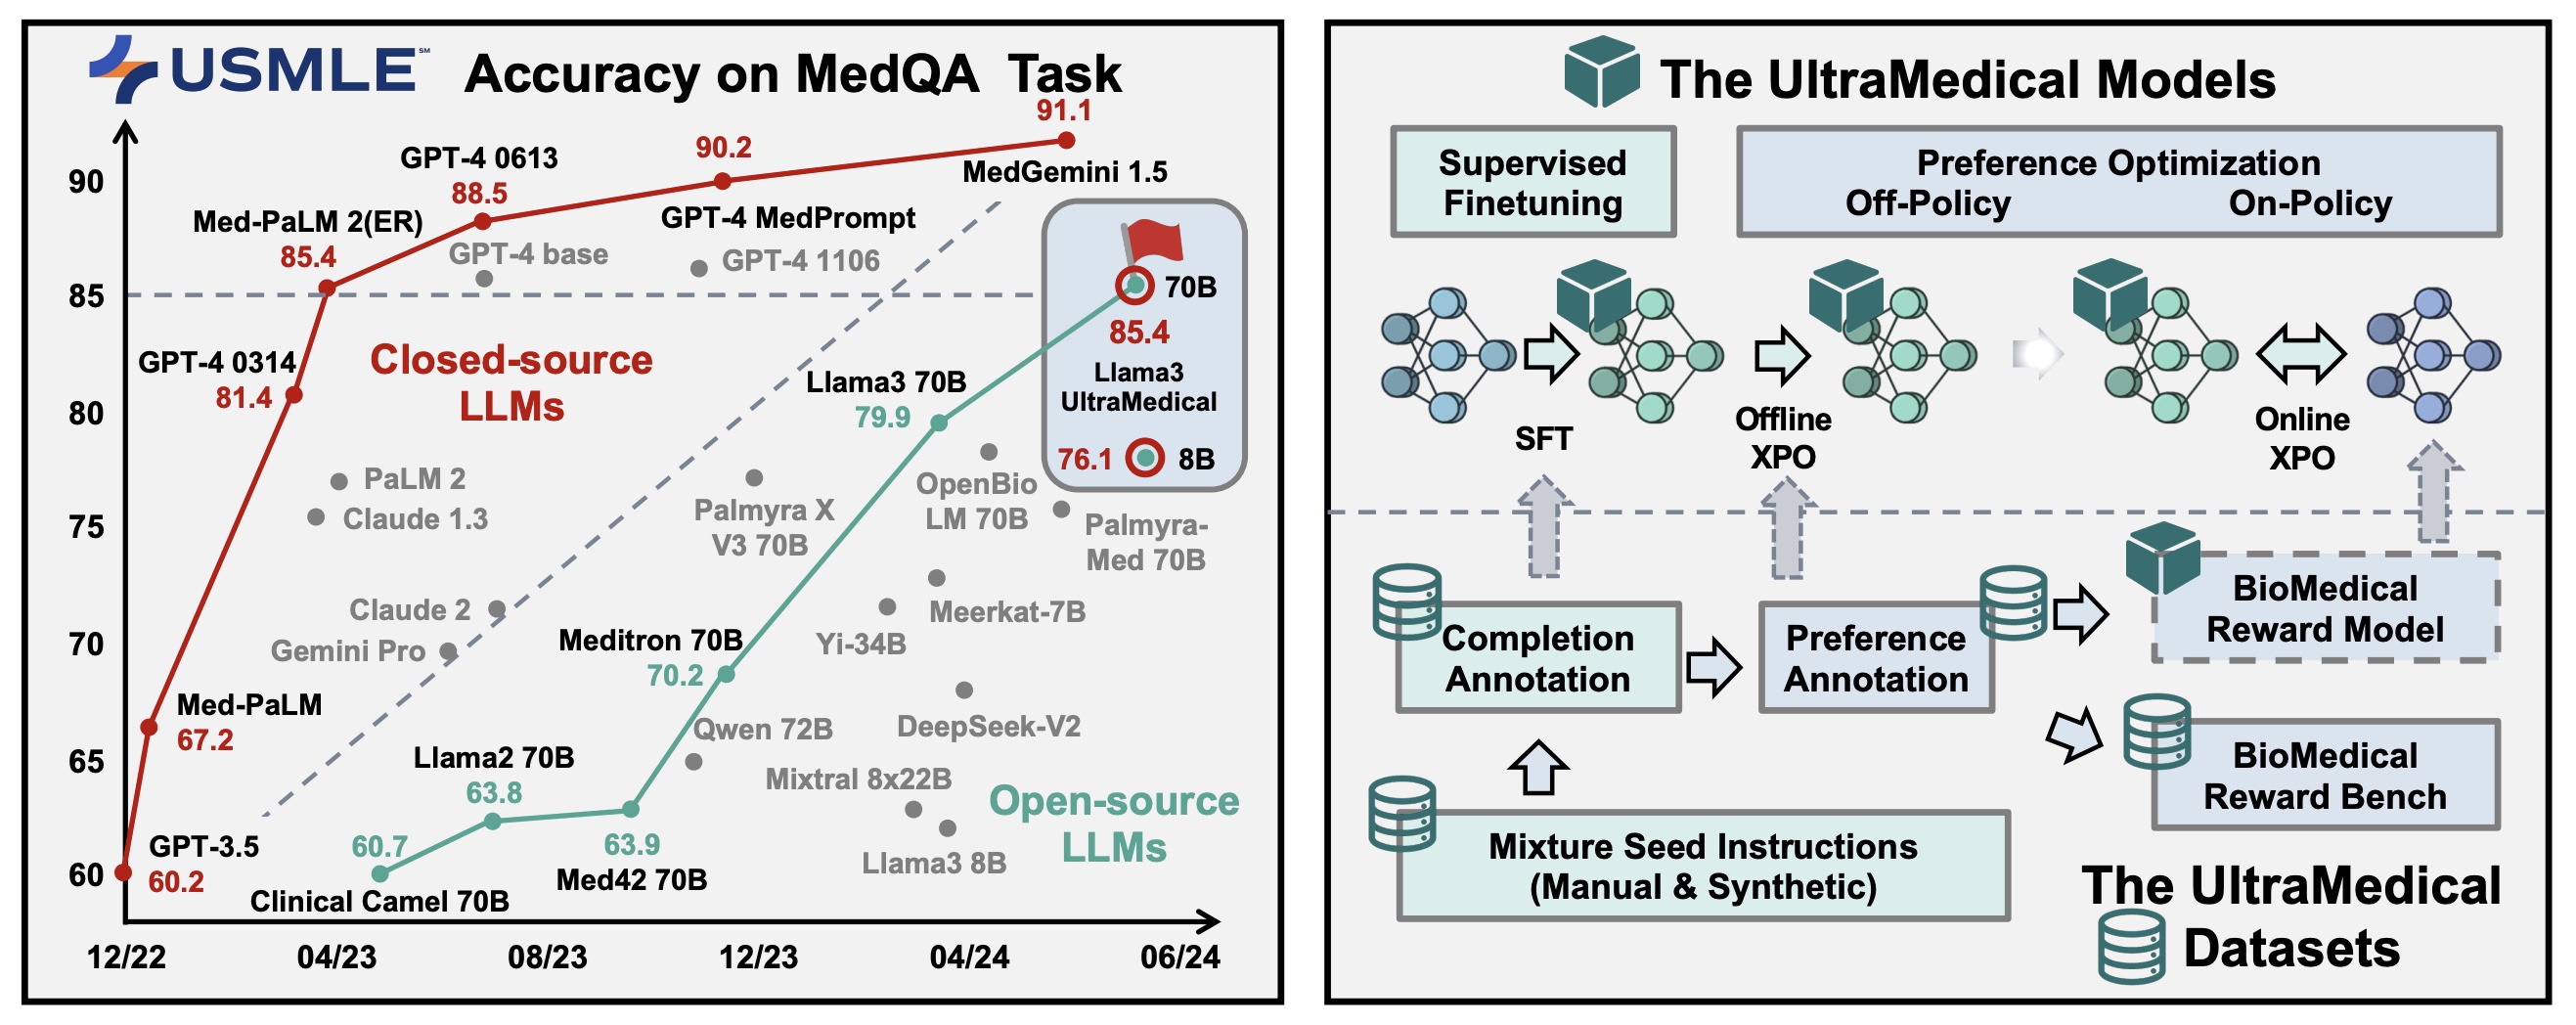 USMLE℠ Accuracy on MedQA Task
91.1
90.2
GPT-4 0613
88.5
MedGemini 1.5
90
Med-PaLM 2(ER)
85.4
GPT-4 MedPrompt
GPT-4 base
GPT-4 1106
85
70B
85.4
Llama3
UltraMedical
76.1
8B
GPT-4 0314
81.4
Closed-source
LLMs
Llama3 70B
79.9
80
PaLM 2
Claude 1.3
Palmyra X
V3 70B
OpenBio
LM 70B
Palmyra-
Med 70B
75
Claude 2
Gemini Pro
Meditron 70B
70.2
Yi-34B
Meerkat-7B
70
Med-PaLM
67.2
Qwen 72B
DeepSeek-V2
65
Llama2 70B
63.8
Mixtral 8x22B
Open-source
LLMs
GPT-3.5
60.2
60.7
63.9
Med42 70B
Llama3 8B
60
Clinical Camel 70B
12/22
04/23
08/23
12/23
04/24
06/24
The UltraMedical Models
Supervised
Finetuning
Preference Optimization
Off-Policy
On-Policy
SFT
Offline
XPO
Online
XPO
Completion
Annotation
Preference
Annotation
BioMedical
Reward Model
BioMedical
Reward Bench
Mixture Seed Instructions
(Manual & Synthetic)
The UltraMedical
Datasets